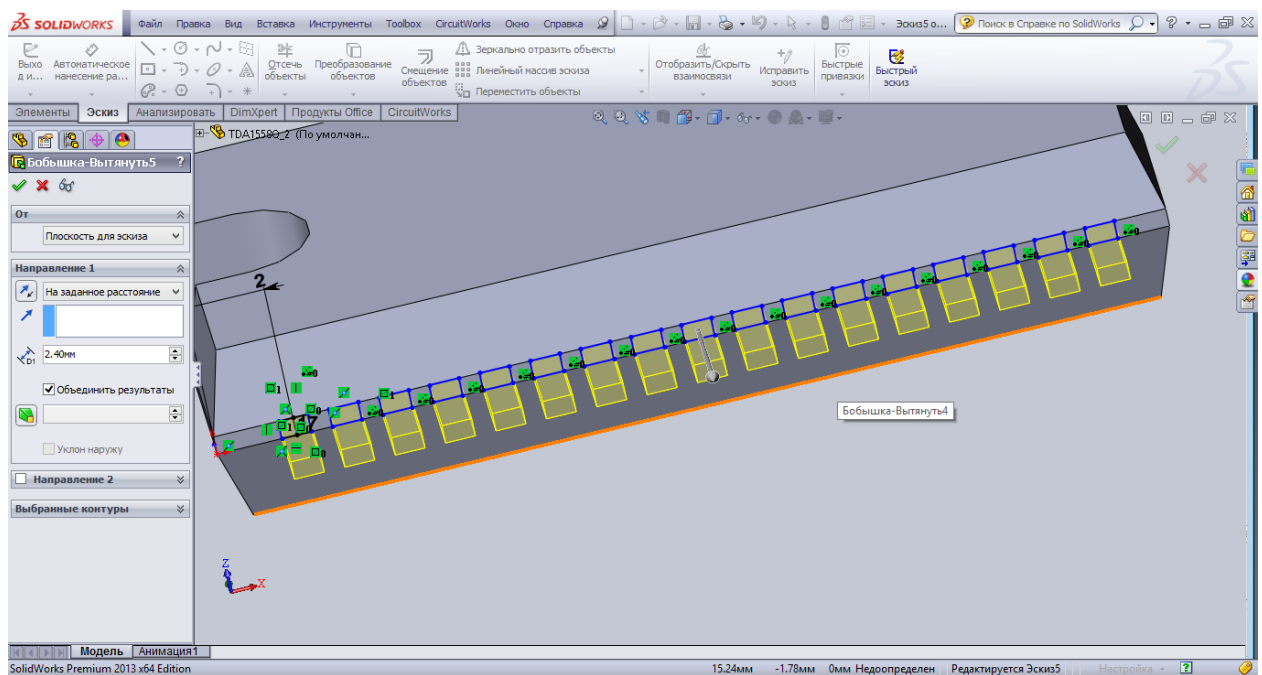 SOLIDWORKS Файл Правка Вид Вставка Инструменты Toolbox CircuitWorks Окно Справка Эскиз5 о... Поиск в Справке по SolidWorks ?
Выхо д и... Автоматическое нанесение ра... Отсечь объекты Преобразование объектов Смещение объектов Зеркально отразить объекты Отобразить/Скрыть взаимосвязи Исправить эскиз Быстрые привязки Быстрый эскиз
Линейный массив эскиза
Переместить объекты
Элементы Эскиз Анализировать DimXpert Продукты Office CircuitWorks
TDA1558Q_2 (По умолчан...
Бобышка-Вытянуть5 ?
От
Плоскость для эскиза
Направление 1
На заданное расстояние
2
D1 2.40мм
Объединить результаты
Бобышка-Вытянуть4
Уклон наружу
Направление 2
Выбранные контуры
Z
X
Модель Анимация1
SolidWorks Premium 2013 x64 Edition 15.24мм -1.78мм 0мм Недоопределен Редактируется Эскиз5 Настройка ?